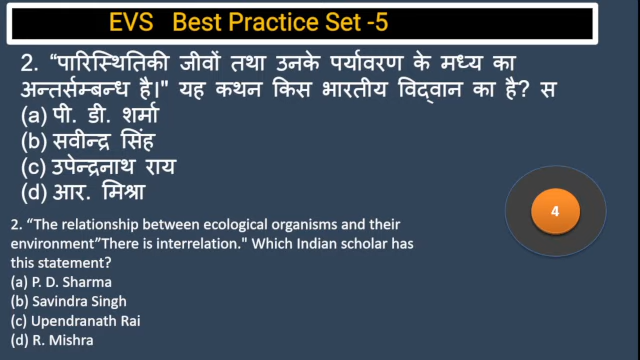 EVS Best Practice Set -5
2. “पारिस्थितिकी जीवों तथा उनके पर्यावरण के मध्य का
अन्तर्सम्बन्ध है।" यह कथन किस भारतीय विद्वान का है? स
(a) पी. डी. शर्मा
(b) सवीन्द्र सिंह
(c) उपेन्द्रनाथ राय
(d) आर. मिश्रा
4
2. “The relationship between ecological organisms and their
environment”There is interrelation." Which Indian scholar has
this statement?
(a) P. D. Sharma
(b) Savindra Singh
(c) Upendranath Rai
(d) R. Mishra